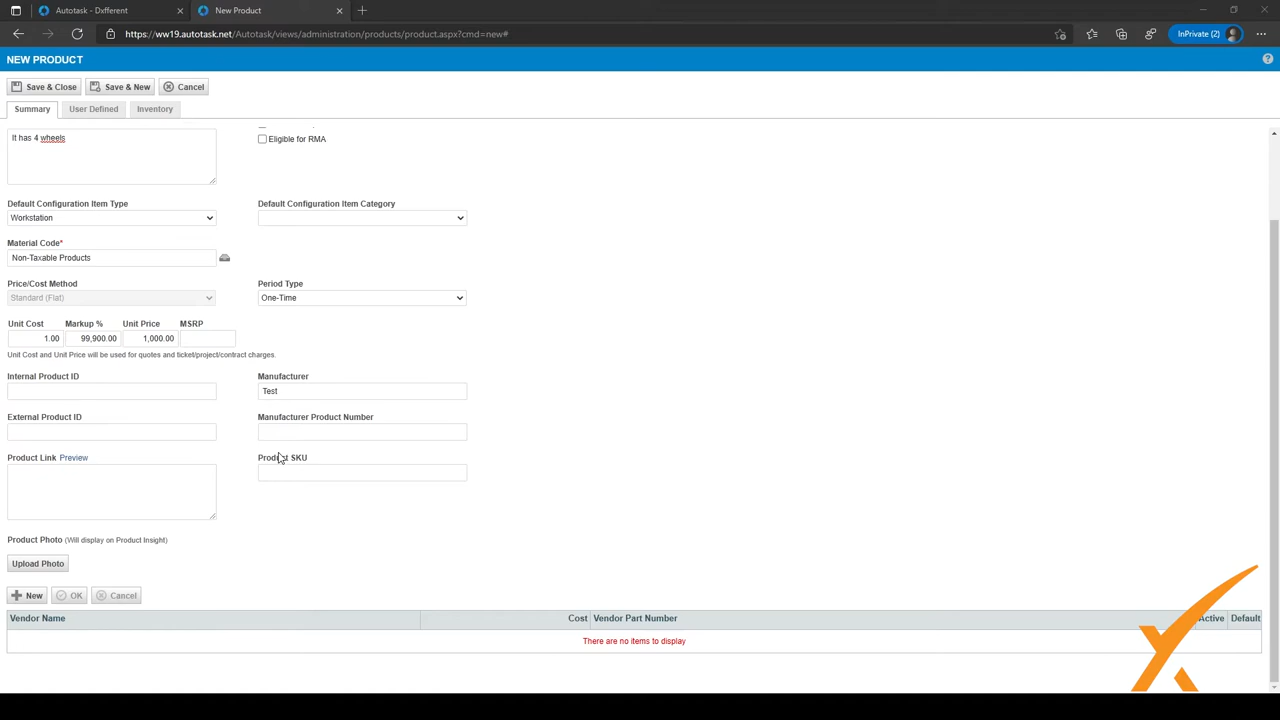 Autotask - Dxfferent
New Product
https://ww19.autotask.net/Autotask/views/administration/products/product.aspx?cmd=new#
InPrivate (2)
NEW PRODUCT
Save & Close
Save & New
Cancel
Summary
User Defined
Inventory
It has 4 wheels
Eligible for RMA
Default Configuration Item Type
Default Configuration Item Category
Workstation
Material Code*
Non-Taxable Products
Price/Cost Method
Period Type
Standard (Flat)
One-Time
Unit Cost Markup % Unit Price MSRP
1.00 99,900.00 1,000.00
Unit Cost and Unit Price will be used for quotes and ticket/project/contract charges.
Internal Product ID
Manufacturer
Test
External Product ID
Manufacturer Product Number
Product Link Preview
Product SKU
Product Photo (Will display on Product Insight)
Upload Photo
New OK Cancel
Vendor Name Cost Vendor Part Number Active Default
There are no items to display